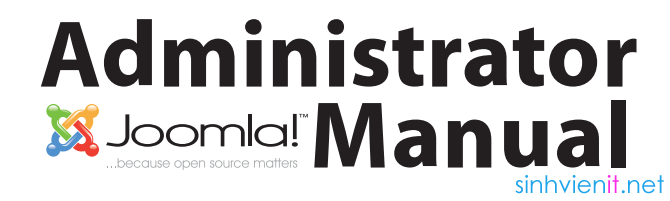 Administrator
Joomla!™ Manual
...because open source matters
sinhvienit.net